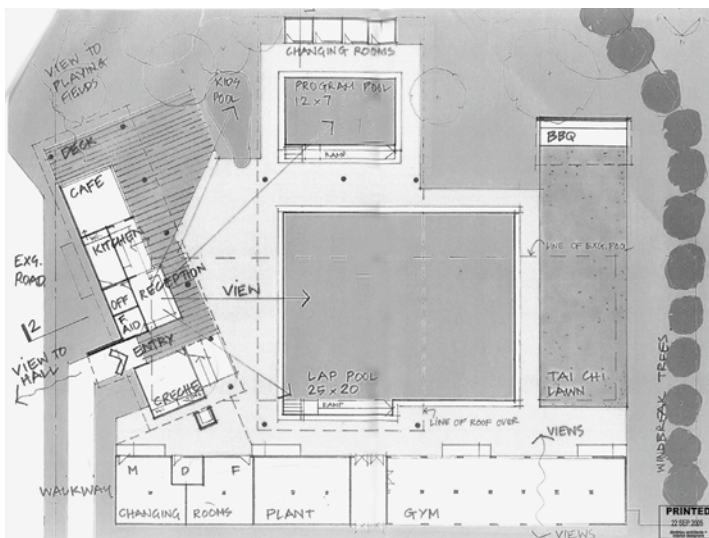 VIEW TO
PLAYING
FIELDS
KIDS
POOL
CHANGING ROOMS
PROGRAM POOL
12 x 7
RAMP
DECK
CAFE
KITCHEN
RECEPTION
OFF
F.
AID
ENTRY
CRECHE
EXG.
ROAD
2
VIEW TO
HALL
VIEW
BBQ
LINE OF EXG. POOL
LAP POOL
25 x 20
RAMP
LINE OF ROOF OVER
TAI CHI
LAWN
WINDBREAK TREES
VIEWS
WALKWAY
M
D
F
CHANGING
ROOMS
PLANT
GYM
VIEWS
PRINTED
22 SEP 2005